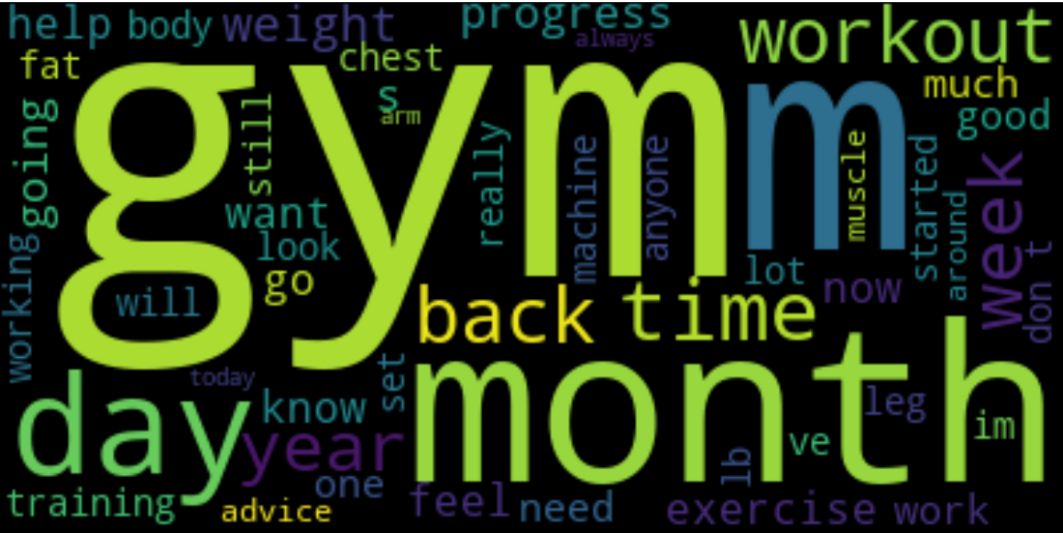 help body weight progress always workout
fat chest much
going still s arm good
gym m
really machine anyone muscle started week
want around
look lot
working will go now don t
back time
today set
day know month leg
year ve im
one lb
training advice feel need exercise work